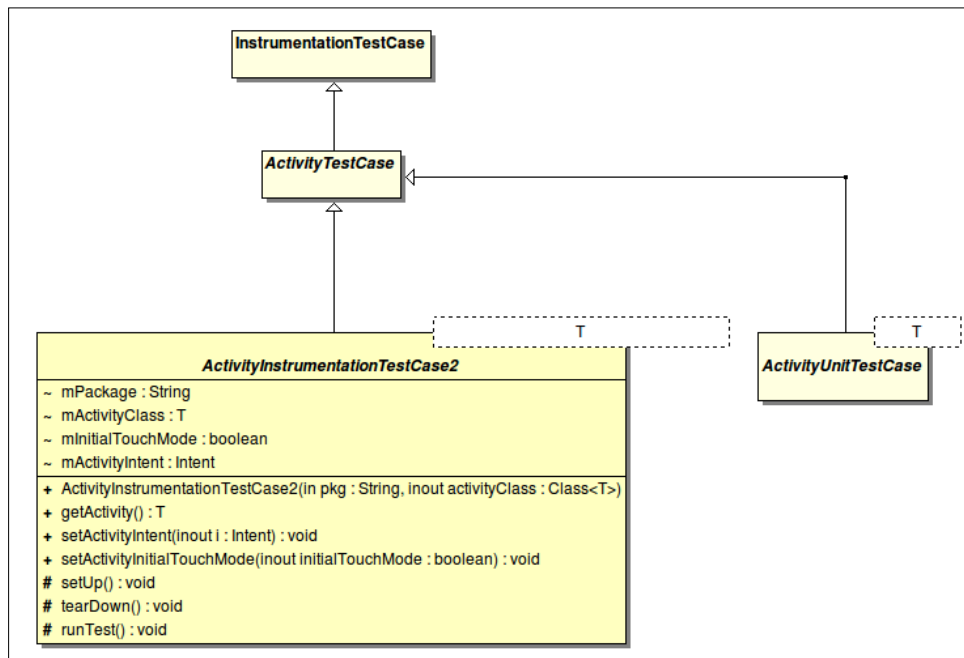 InstrumentationTestCase
ActivityTestCase
T
T
ActivityInstrumentationTestCase2
ActivityUnitTestCase
~ mPackage : String
~ mActivityClass : T
~ mInitialTouchMode : boolean
~ mActivityIntent : Intent
+ ActivityInstrumentationTestCase2(in pkg : String, inout activityClass : Class<T>)
+ getActivity() : T
+ setActivityIntent(inout i : Intent) : void
+ setActivityInitialTouchMode(inout initialTouchMode : boolean) : void
# setUp() : void
# tearDown() : void
# runTest() : void